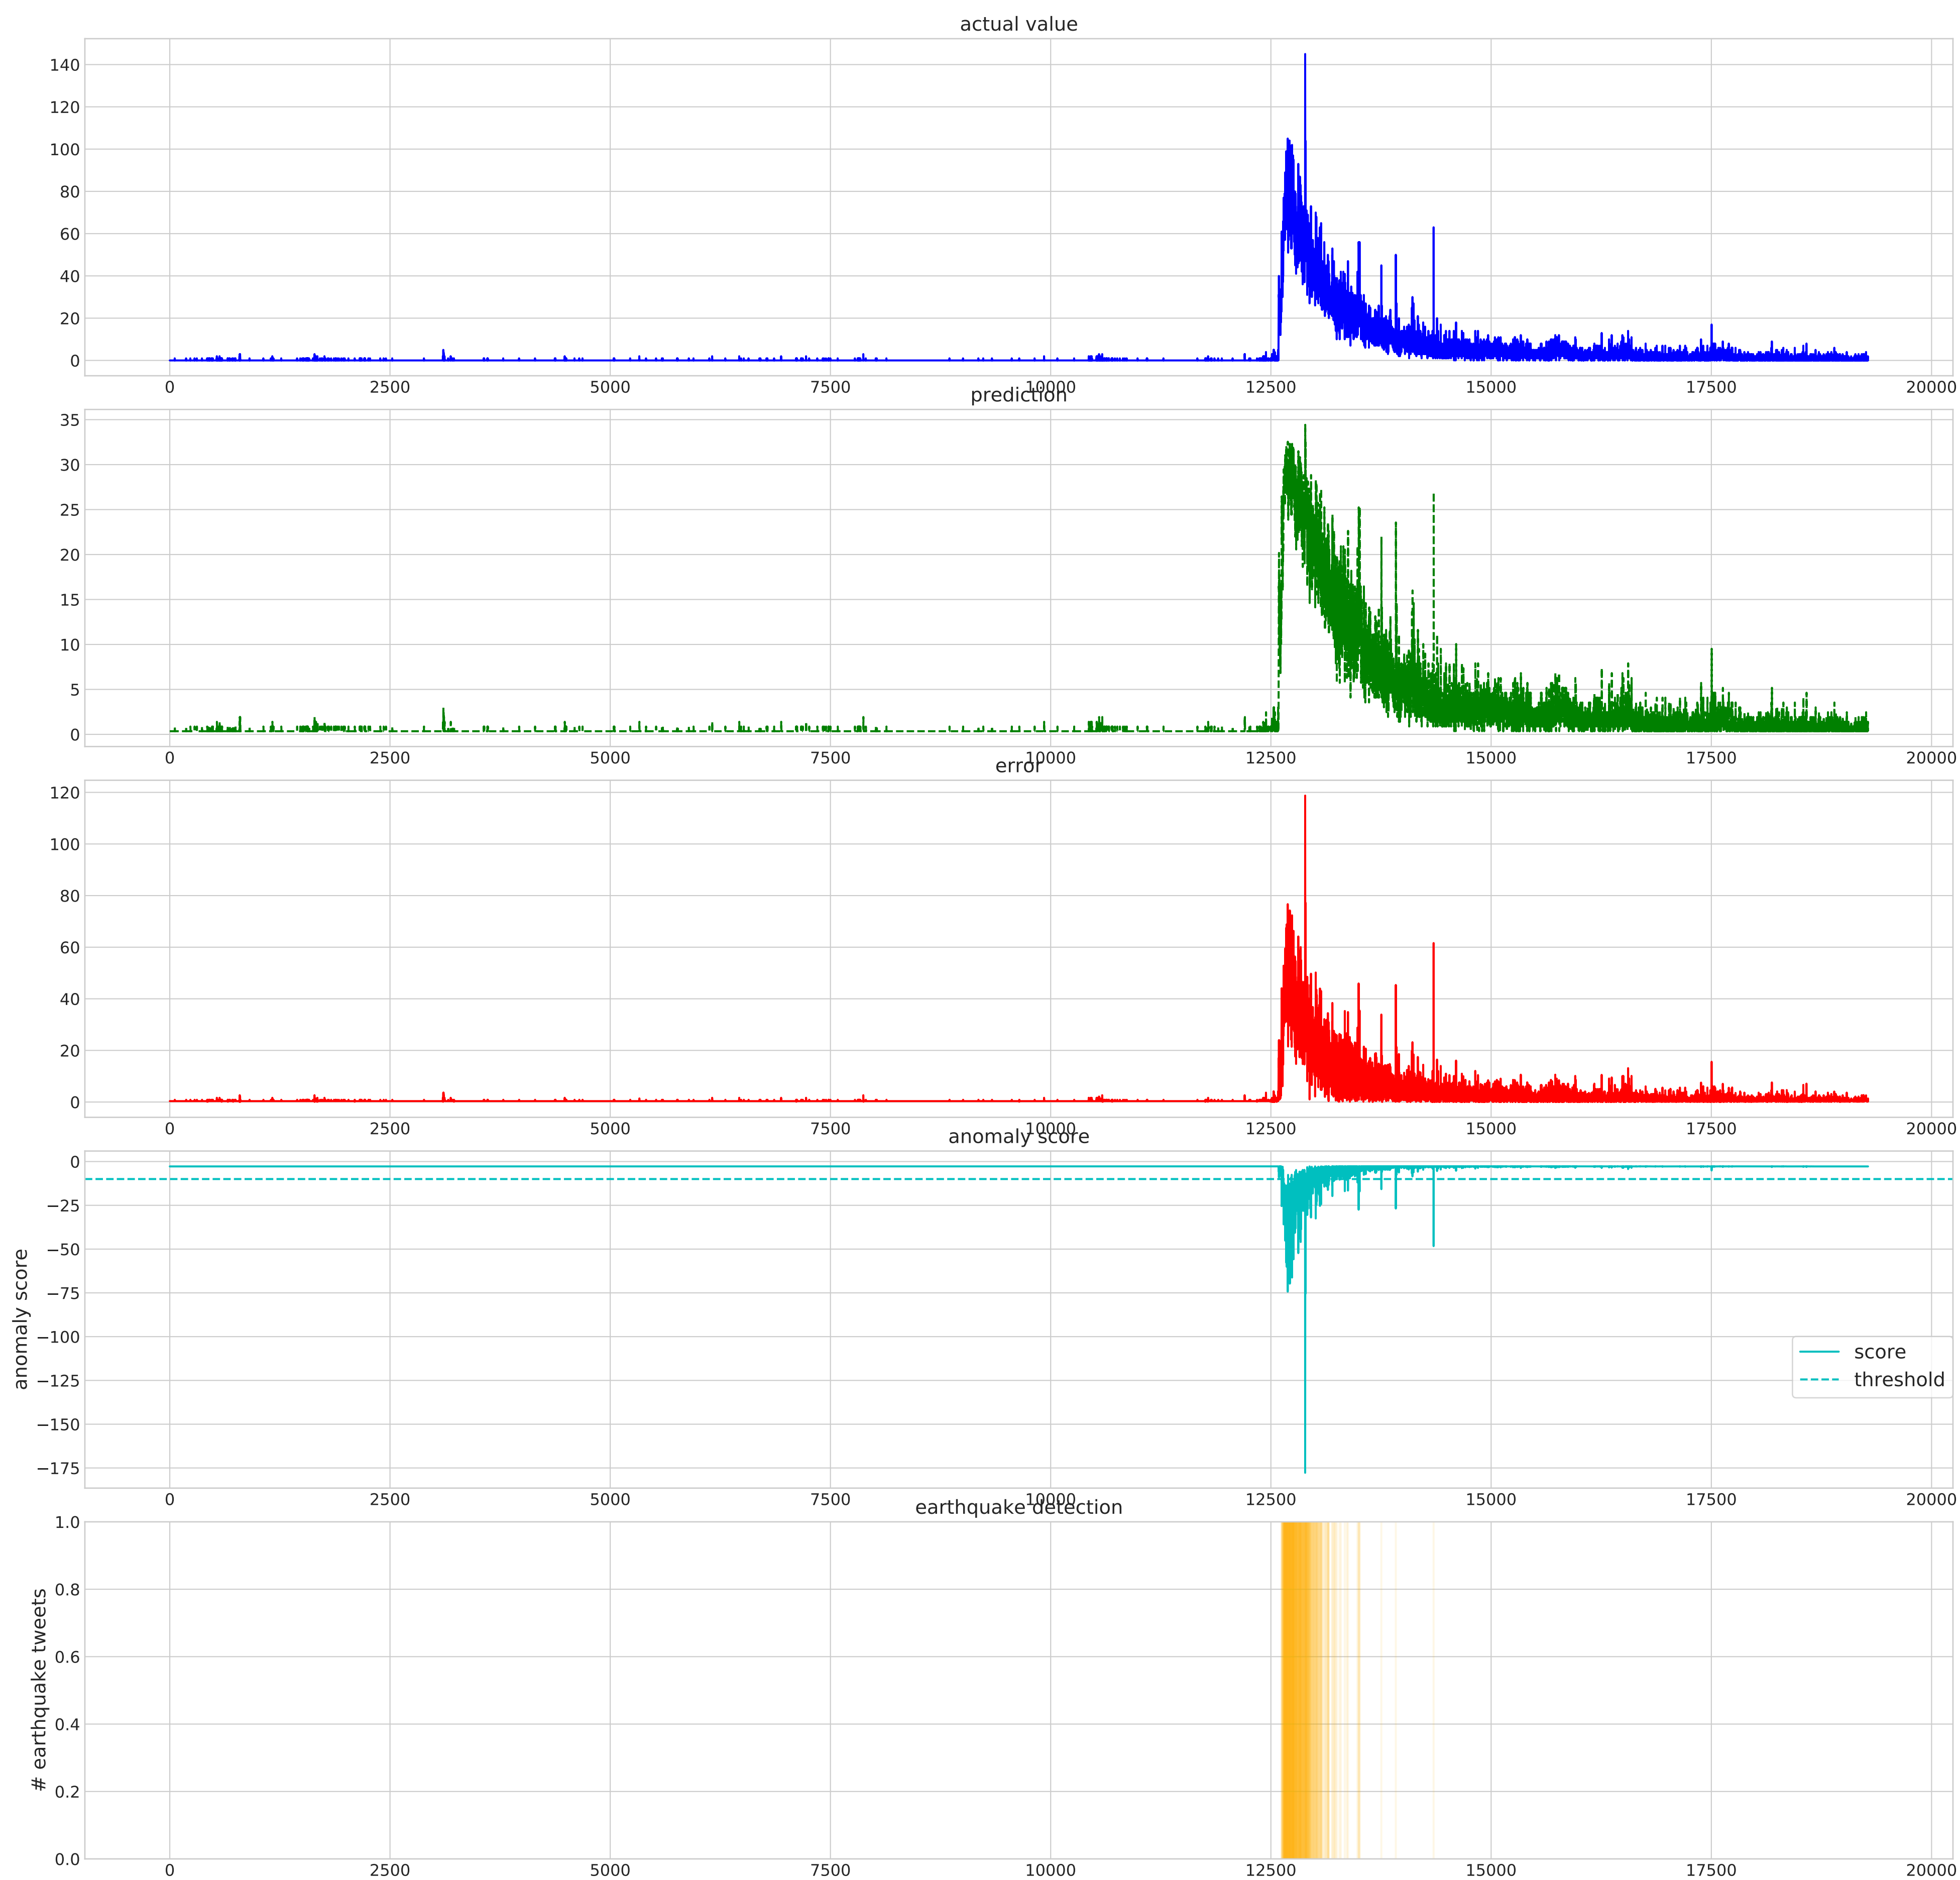 actual value
140
120
100
80
60
40
20
0
0 2500 5000 7500 10000 12500 15000 17500 20000
prediction
35
30
25
20
15
10
5
0
0 2500 5000 7500 10000 12500 15000 17500 20000
error
120
100
80
60
40
20
0
0 2500 5000 7500 10000 12500 15000 17500 20000
anomaly score
anomaly score
0
−25
−50
−75
−100
−125
−150
−175
score
threshold
0 2500 5000 7500 10000 12500 15000 17500 20000
earthquake detection
# earthquake tweets
1.0
0.8
0.6
0.4
0.2
0.0
0 2500 5000 7500 10000 12500 15000 17500 20000